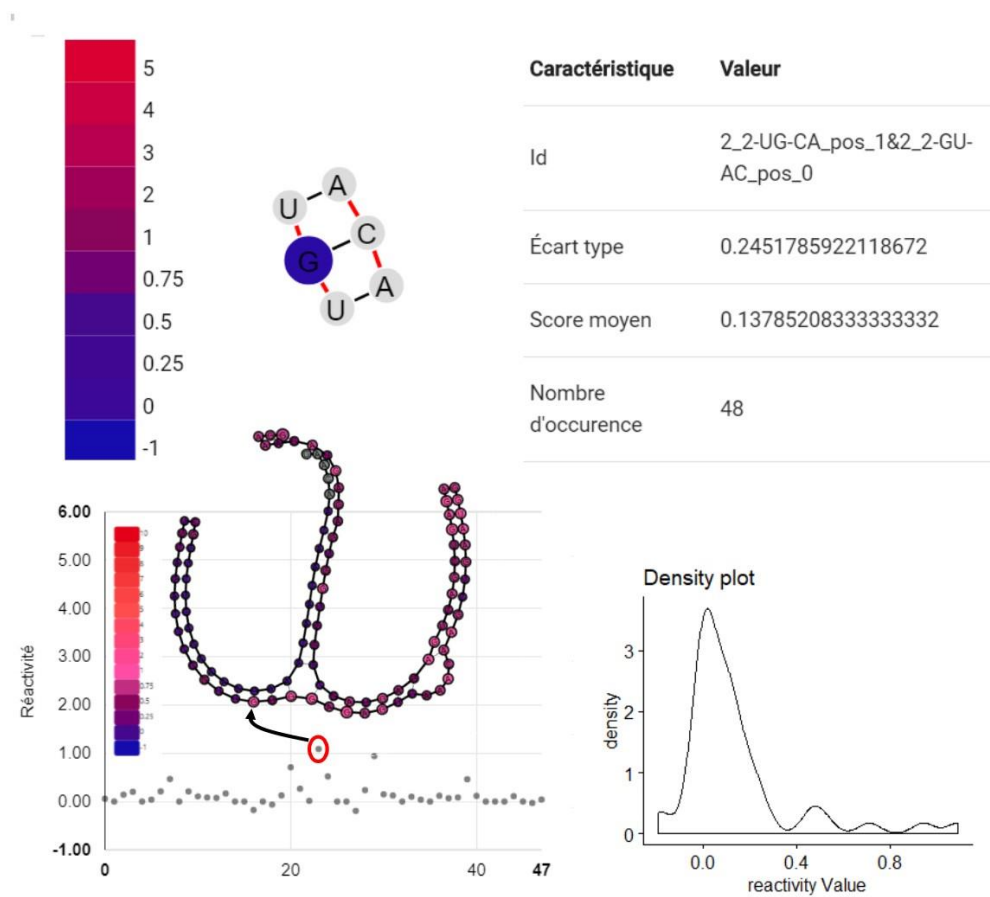 5
4
3
2
1
0.75
0.5
0.25
0
-1
A
U
C
G
A
U
Caractéristique Valeur
Id 2_2-UG-CA_pos_1&2_2-GU-
AC_pos_0
Écart type 0.2451785922118672
Score moyen 0.13785208333333332
Nombre
d'occurence 48
6.00
5.00
4.00
3.00
2.00
1.00
0.00
-1.00
Réactivité
0 20 40 47
Density plot
3
2
1
0
density
0.0 0.4 0.8
reactivity Value